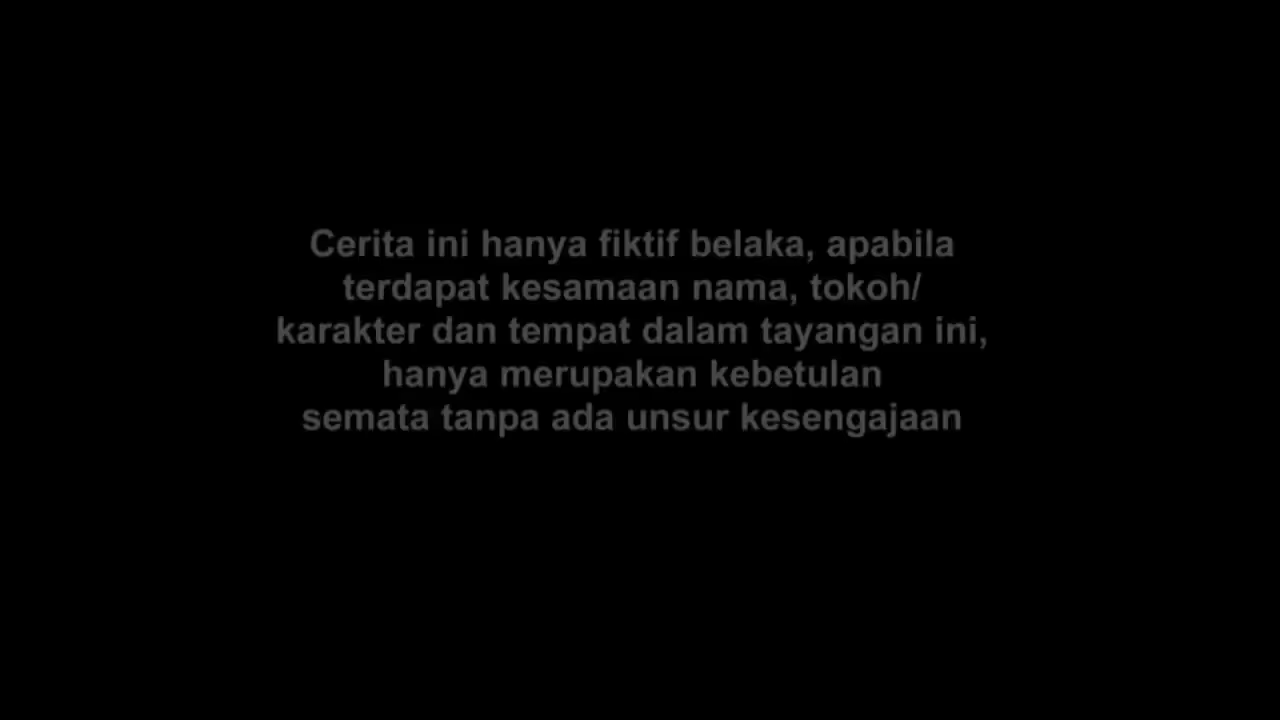 Cerita ini hanya fiktif belaka, apabila
terdapat kesamaan nama, tokoh/
karakter dan tempat dalam tayangan ini,
hanya merupakan kebetulan
semata tanpa ada unsur kesengajaan